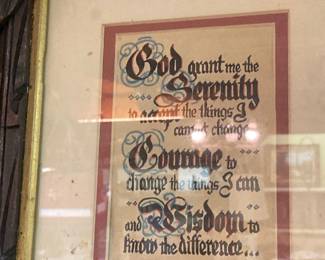 God grant me the
Serenity
to accept the things I
cannot change
Courage to
change the things I can
and Wisdom to
know the difference...